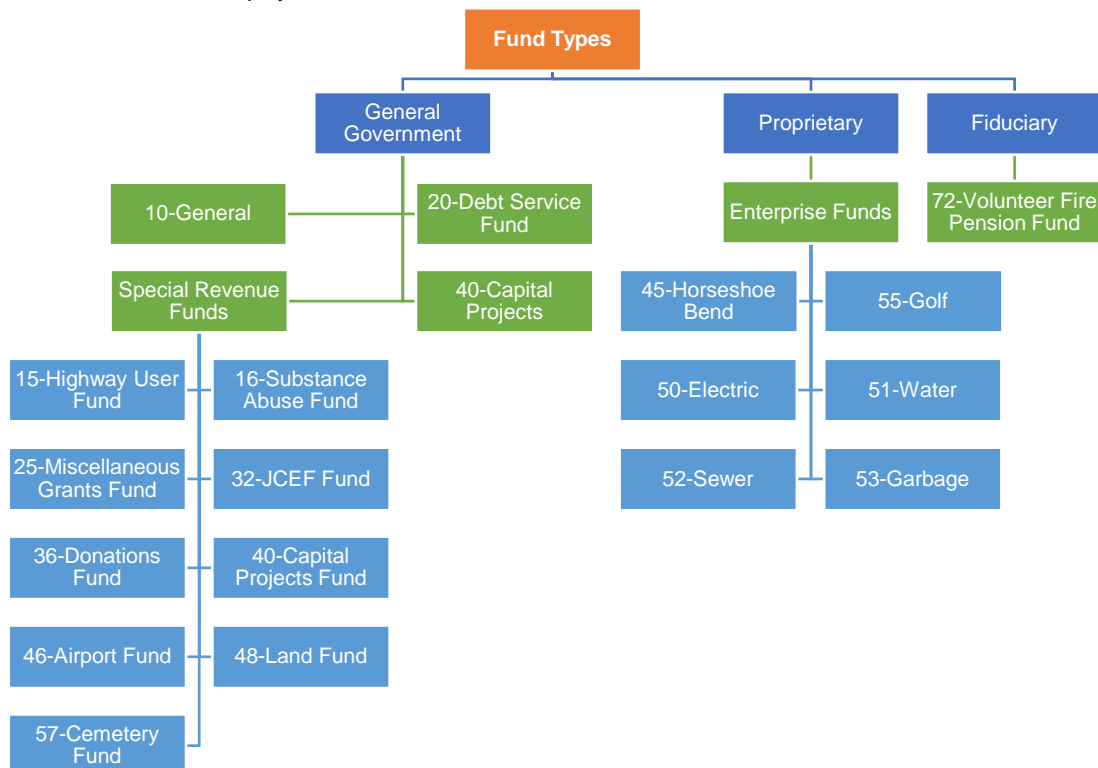 Fund Types
General
Government
Proprietary
Fiduciary
10-General
20-Debt Service
Fund
Enterprise Funds
72-Volunteer Fire
Pension Fund
Special Revenue
Funds
40-Capital
Projects
45-Horseshoe
Bend
55-Golf
15-Highway User
Fund
16-Substance
Abuse Fund
50-Electric
51-Water
25-Miscellaneous
Grants Fund
32-JCEF Fund
52-Sewer
53-Garbage
36-Donations
Fund
40-Capital
Projects Fund
46-Airport Fund
48-Land Fund
57-Cemetery
Fund